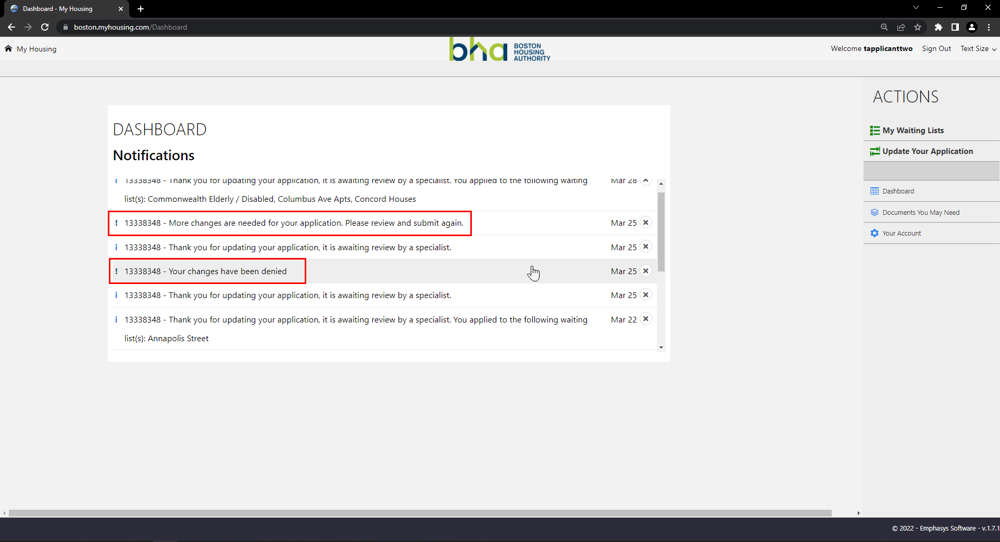 Dashboard - My Housing
boston.myhousing.com/Dashboard
My Housing
bha BOSTON HOUSING AUTHORITY
Welcome tapplicanttwo Sign Out Text Size
ACTIONS
My Waiting Lists
Update Your Application
Dashboard
Documents You May Need
Your Account
DASHBOARD
Notifications
i 13338348 - Thank you for updating your application, it is awaiting review by a specialist. You applied to the following waiting Mar 28
list(s): Commonwealth Elderly / Disabled, Columbus Ave Apts, Concord Houses
! 13338348 - More changes are needed for your application. Please review and submit again. Mar 25
i 13338348 - Thank you for updating your application, it is awaiting review by a specialist. Mar 25
! 13338348 - Your changes have been denied Mar 25
i 13338348 - Thank you for updating your application, it is awaiting review by a specialist. Mar 25
i 13338348 - Thank you for updating your application, it is awaiting review by a specialist. You applied to the following waiting Mar 22
list(s): Annapolis Street
© 2022 - Emphasys Software - v.1.7.1